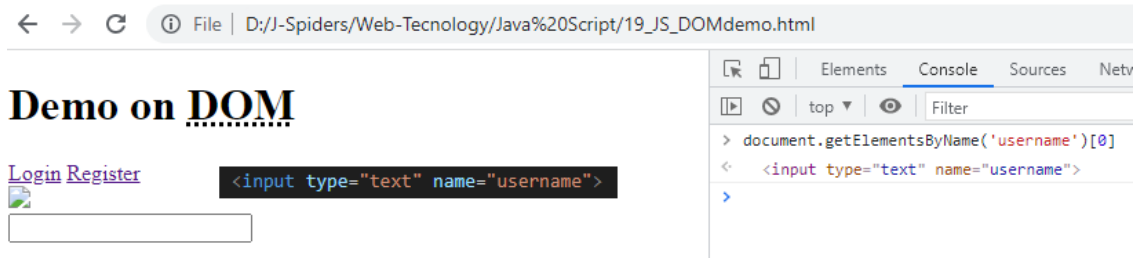 File | D:/J-Spiders/Web-Tecnology/Java%20Script/19_JS_DOMdemo.html
Elements Console Sources Netw
top ▼ Filter
Demo on DOM
> document.getElementsByName('username')[0]
<input type="text" name="username">
Login Register
<input type="text" name="username">